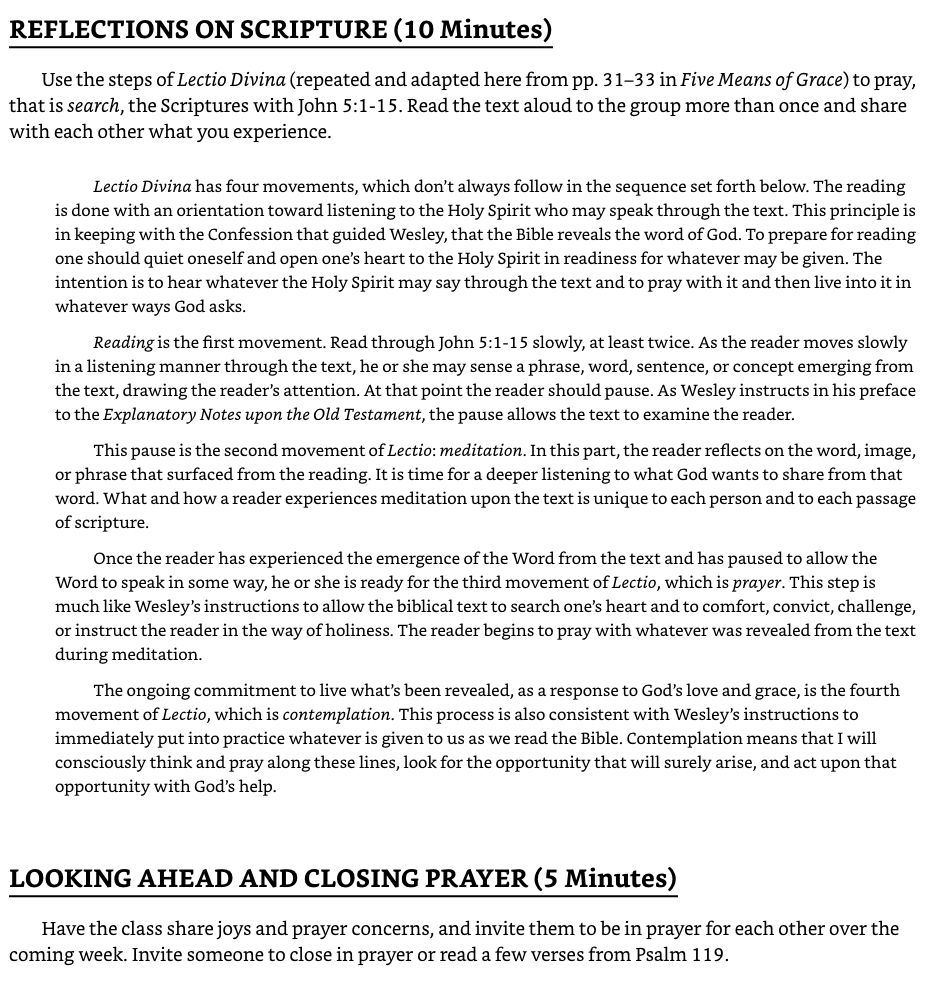 REFLECTIONS ON SCRIPTURE (10 Minutes)
Use the steps of Lectio Divina (repeated and adapted here from pp. 31–33 in Five Means of Grace) to pray,
that is search, the Scriptures with John 5:1-15. Read the text aloud to the group more than once and share
with each other what you experience.
Lectio Divina has four movements, which don’t always follow in the sequence set forth below. The reading
is done with an orientation toward listening to the Holy Spirit who may speak through the text. This principle is
in keeping with the Confession that guided Wesley, that the Bible reveals the word of God. To prepare for reading
one should quiet oneself and open one’s heart to the Holy Spirit in readiness for whatever may be given. The
intention is to hear whatever the Holy Spirit may say through the text and to pray with it and then live into it in
whatever ways God asks.
Reading is the first movement. Read through John 5:1-15 slowly, at least twice. As the reader moves slowly
in a listening manner through the text, he or she may sense a phrase, word, sentence, or concept emerging from
the text, drawing the reader’s attention. At that point the reader should pause. As Wesley instructs in his preface
to the Explanatory Notes upon the Old Testament, the pause allows the text to examine the reader.
This pause is the second movement of Lectio: meditation. In this part, the reader reflects on the word, image,
or phrase that surfaced from the reading. It is time for a deeper listening to what God wants to share from that
word. What and how a reader experiences meditation upon the text is unique to each person and to each passage
of scripture.
Once the reader has experienced the emergence of the Word from the text and has paused to allow the
Word to speak in some way, he or she is ready for the third movement of Lectio, which is prayer. This step is
much like Wesley’s instructions to allow the biblical text to search one’s heart and to comfort, convict, challenge,
or instruct the reader in the way of holiness. The reader begins to pray with whatever was revealed from the text
during meditation.
The ongoing commitment to live what’s been revealed, as a response to God’s love and grace, is the fourth
movement of Lectio, which is contemplation. This process is also consistent with Wesley’s instructions to
immediately put into practice whatever is given to us as we read the Bible. Contemplation means that I will
consciously think and pray along these lines, look for the opportunity that will surely arise, and act upon that
opportunity with God’s help.
LOOKING AHEAD AND CLOSING PRAYER (5 Minutes)
Have the class share joys and prayer concerns, and invite them to be in prayer for each other over the
coming week. Invite someone to close in prayer or read a few verses from Psalm 119.